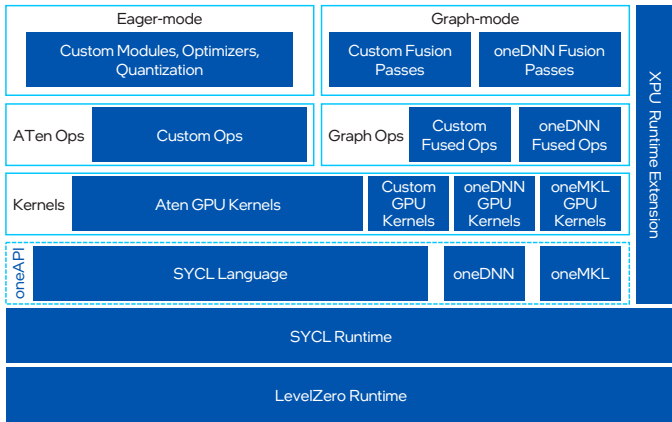 Eager-mode
Custom Modules, Optimizers,
Quantization
Graph-mode
Custom Fusion
Passes
oneDNN Fusion
Passes
ATen Ops
Custom Ops
Graph Ops
Custom
Fused Ops
oneDNN
Fused Ops
Kernels
Aten GPU Kernels
Custom
GPU
Kernels
oneDNN
GPU
Kernels
oneMKL
GPU
Kernels
oneAPI
SYCL Language
oneDNN
oneMKL
XPU Runtime Extension
SYCL Runtime
LevelZero Runtime